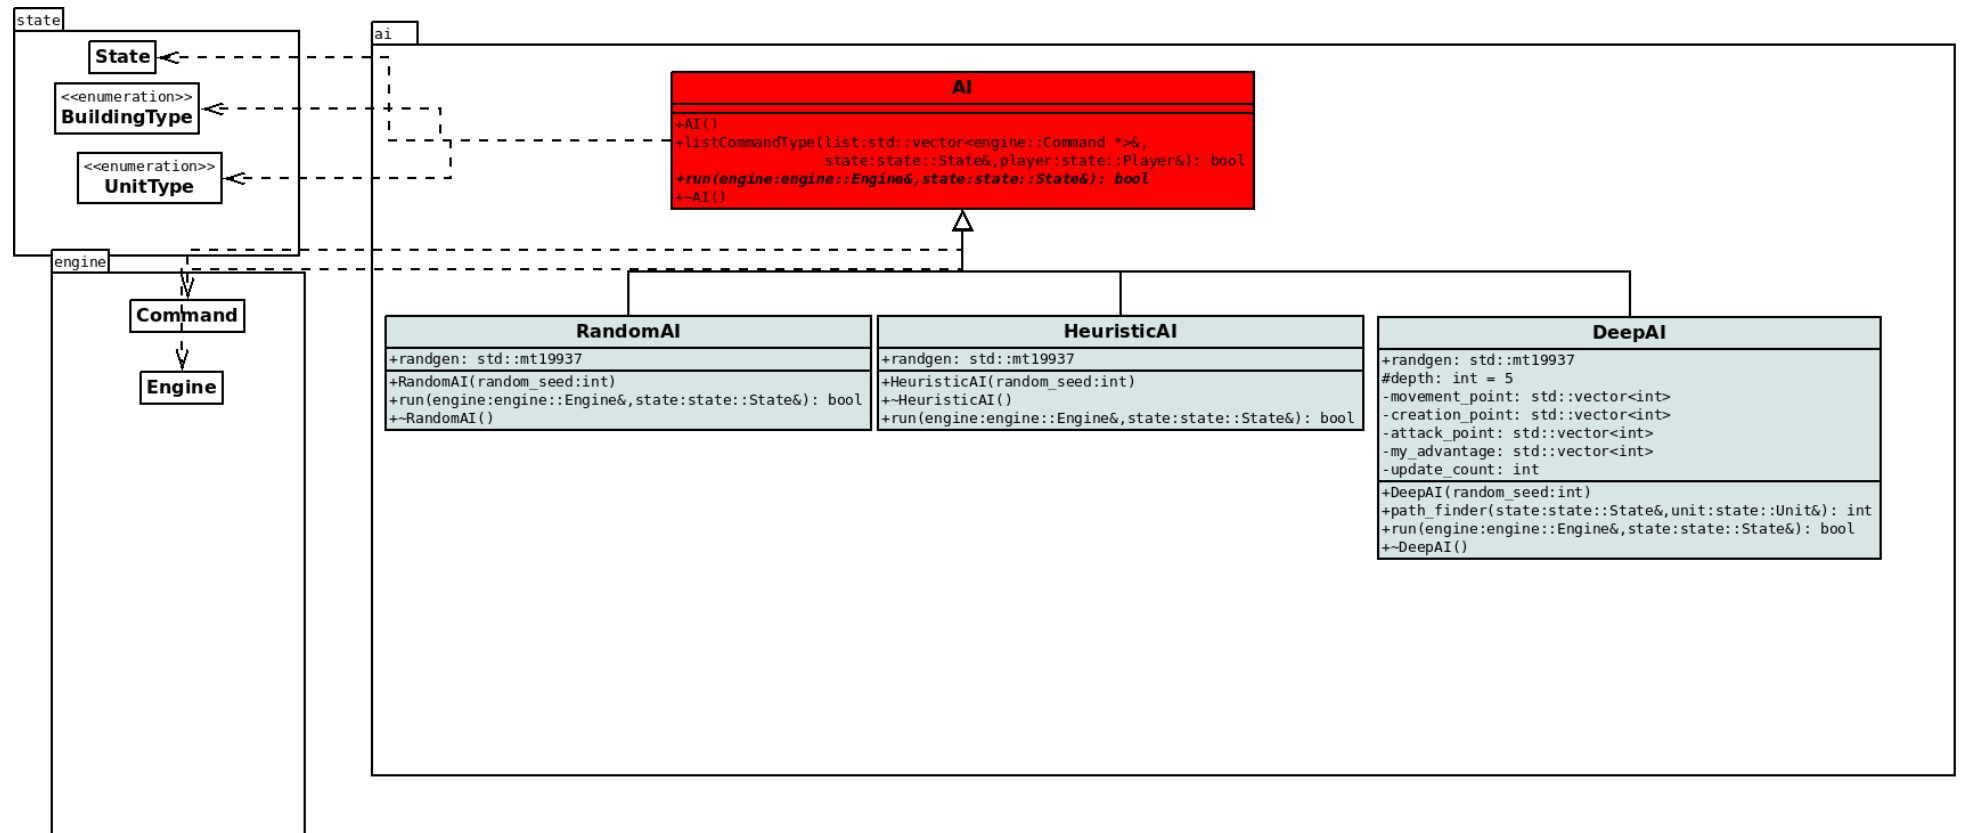 state
State
<<enumeration>>
BuildingType
<<enumeration>>
UnitType
engine
Command
Engine
ai
AI
+AI()
+listCommandType(list:std::vector<engine::Command *>&,
state:state::State&,player:state::Player&): bool
+run(engine:engine::Engine&,state:state::State&): bool
+~AI()
RandomAI
+randgen: std::mt19937
+RandomAI(random_seed:int)
+run(engine:engine::Engine&,state:state::State&): bool
+~RandomAI()
HeuristicAI
+randgen: std::mt19937
+HeuristicAI(random_seed:int)
+~HeuristicAI()
+run(engine:engine::Engine&,state:state::State&): bool
DeepAI
+randgen: std::mt19937
#depth: int = 5
-movement_point: std::vector<int>
-creation_point: std::vector<int>
-attack_point: std::vector<int>
-my_advantage: std::vector<int>
-update_count: int
+DeepAI(random_seed:int)
+path_finder(state:state::State&,unit:state::Unit&): int
+run(engine:engine::Engine&,state:state::State&): bool
+~DeepAI()